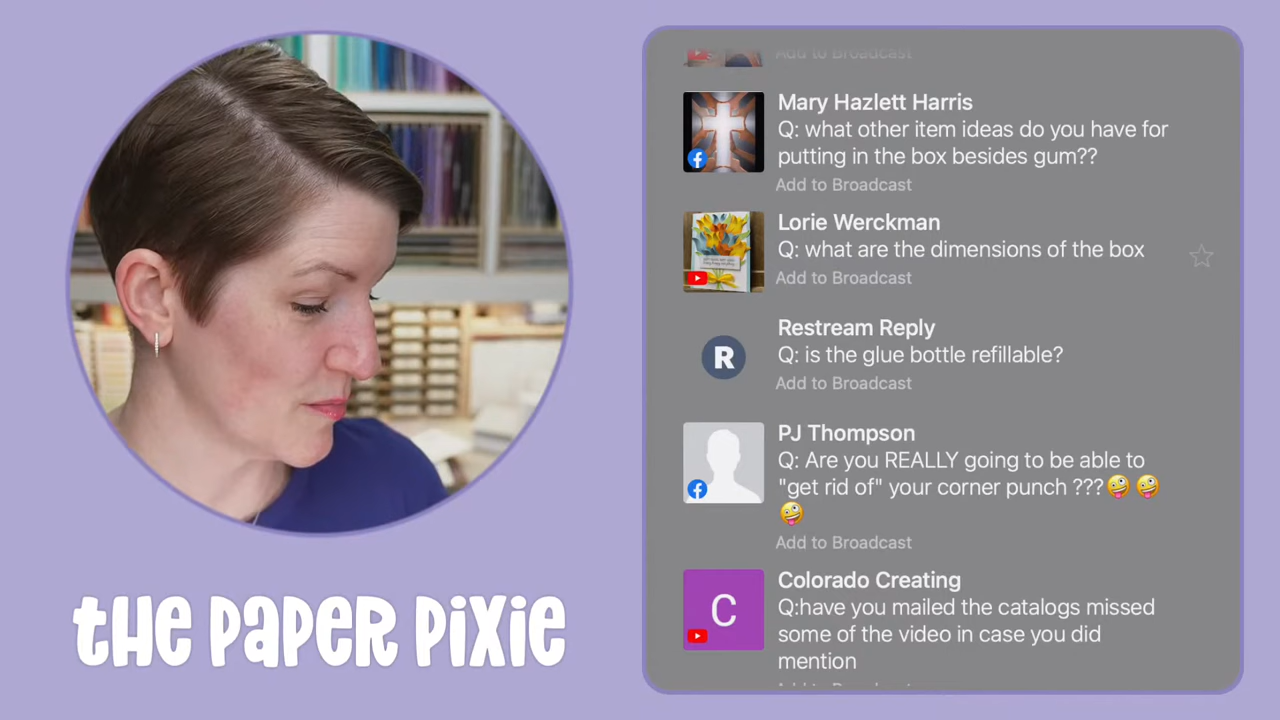 Add to Broadcast
Mary Hazlett Harris
Q: what other item ideas do you have for
putting in the box besides gum??
Add to Broadcast
Lorie Werckman
Q: what are the dimensions of the box
Add to Broadcast
R
Restream Reply
Q: is the glue bottle refillable?
Add to Broadcast
PJ Thompson
Q: Are you REALLY going to be able to
"get rid of" your corner punch ???🤪 🤪
🤪
Add to Broadcast
C
Colorado Creating
Q:have you mailed the catalogs missed
some of the video in case you did
mention
the PaPeR PiXie